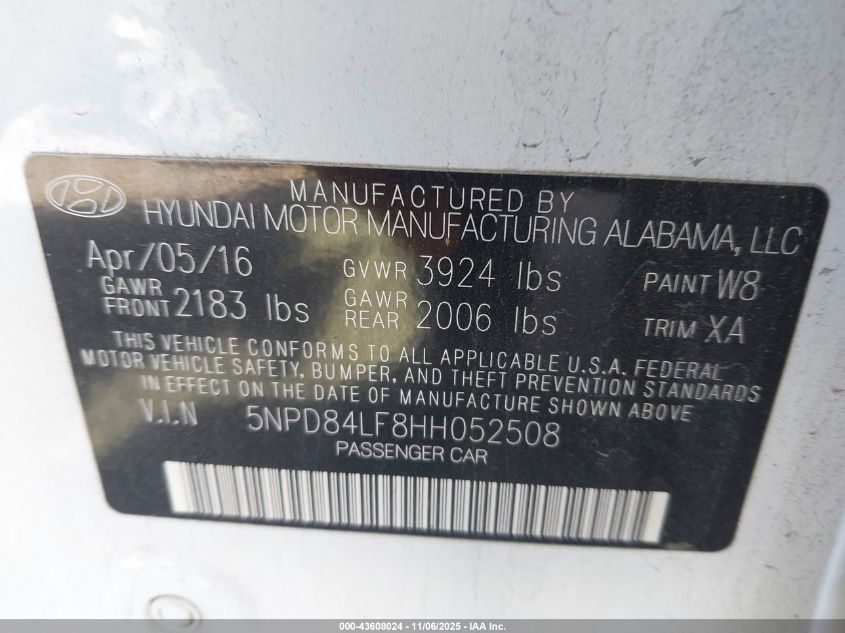 MANUFACTURED BY
HYUNDAI MOTOR MANUFACTURING ALABAMA, LLC
Apr/05/16 GVWR 3924 lbs PAINT W8
GAWR FRONT 2183 lbs GAWR REAR 2006 lbs TRIM XA
THIS VEHICLE CONFORMS TO ALL APPLICABLE U.S.A. FEDERAL
MOTOR VEHICLE SAFETY, BUMPER, AND THEFT PREVENTION STANDARDS
IN EFFECT ON THE DATE OF MANUFACTURE SHOWN ABOVE
V.I.N 5NPD84LF8HH052508
PASSENGER CAR
000-43608024 - 11/06/2025 - IAA Inc.